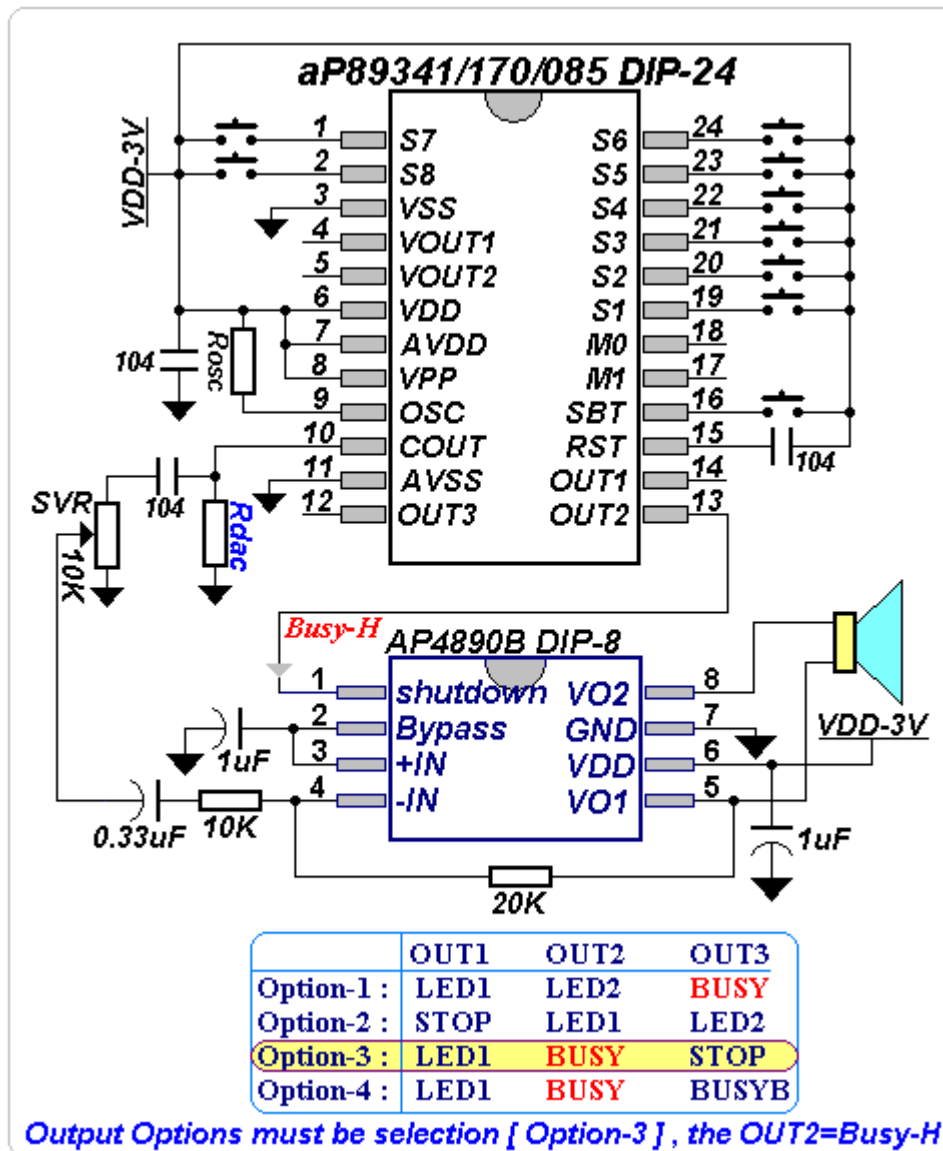 aP89341/170/085 DIP-24
VDD-3V
1 S7 S6 24
2 S8 S5 23
3 VSS S4 22
4 VOUT1 S3 21
5 VOUT2 S2 20
6 VDD S1 19
7 AVDD M0 18
8 VPP M1 17
9 OSC SBT 16
10 COUT RST 15
11 AVSS OUT1 14
12 OUT3 OUT2 13
104
Rosc
104
SVR
104
10K
Rdac
Busy-H
AP4890B DIP-8
1 shutdown VO2 8
2 Bypass GND 7
3 +IN VDD 6
4 -IN VO1 5
VDD-3V
1uF
0.33uF
10K
1uF
20K
OUT1 OUT2 OUT3
Option-1 : LED1 LED2 BUSY
Option-2 : STOP LED1 LED2
Option-3 : LED1 BUSY STOP
Option-4 : LED1 BUSY BUSYB
Output Options must be selection [ Option-3 ] , the OUT2=Busy-H